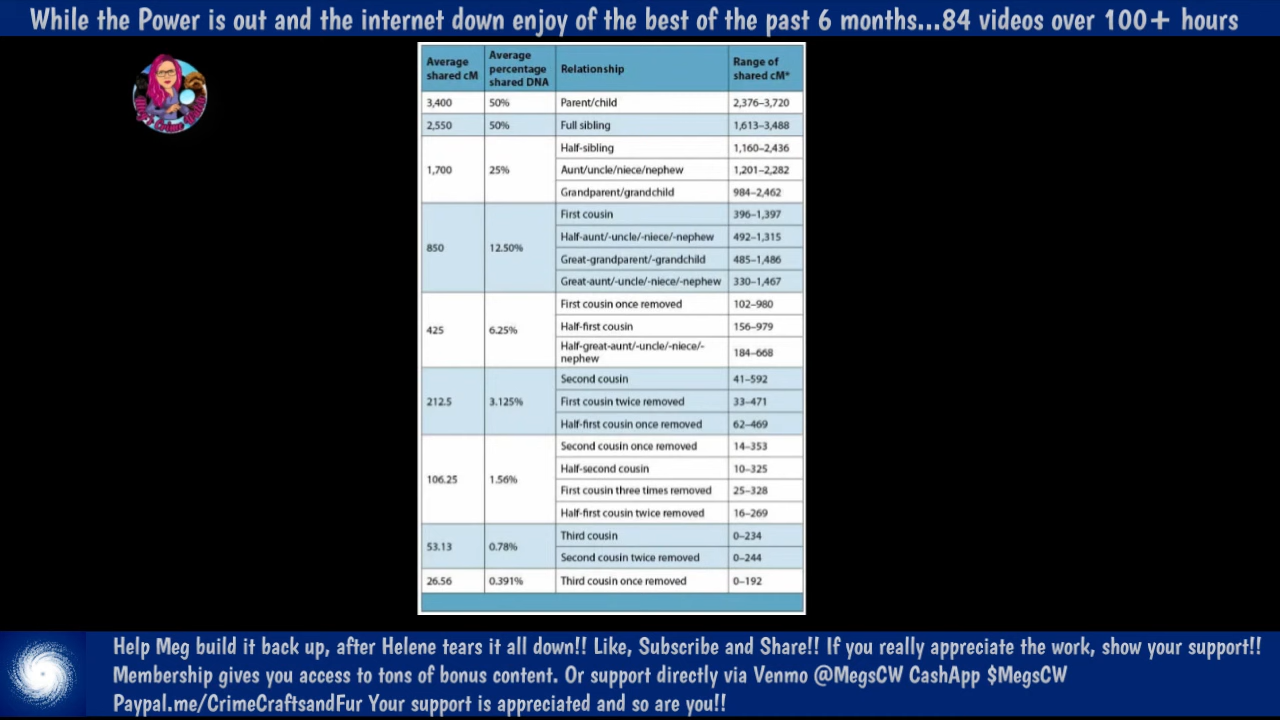 While the Power is out and the internet down enjoy of the best of the past 6 months...84 videos over 100+ hours
Average shared cM
Average percentage shared DNA
Relationship
Range of shared cM*
3,400 50% Parent/child 2,376–3,720
2,550 50% Full sibling 1,613–3,488
1,700 25%
Half-sibling 1,160–2,436
Aunt/uncle/niece/nephew 1,201–2,282
Grandparent/grandchild 984–2,462
850 12.50%
First cousin 396–1,397
Half-aunt/-uncle/-niece/-nephew 492–1,315
Great-grandparent/-grandchild 485–1,486
Great-aunt/-uncle/-niece/-nephew 330–1,467
425 6.25%
First cousin once removed 102–980
Half-first cousin 156–979
Half-great-aunt/-uncle/-niece/-
nephew 184–668
212.5 3.125%
Second cousin 41–592
First cousin twice removed 33–471
Half-first cousin once removed 62–469
106.25 1.56%
Second cousin once removed 14–353
Half-second cousin 10–325
First cousin three times removed 25–328
Half-first cousin twice removed 16–269
53.13 0.78%
Third cousin 0–234
Second cousin twice removed 0–244
26.56 0.391% Third cousin once removed 0–192
Help Meg build it back up, after Helene tears it all down!! Like, Subscribe and Share!! If you really appreciate the work, show your support!!
Membership gives you access to tons of bonus content. Or support directly via Venmo @MegsCW CashApp $MegsCW
Paypal.me/CrimeCraftsandFur Your support is appreciated and so are you!!